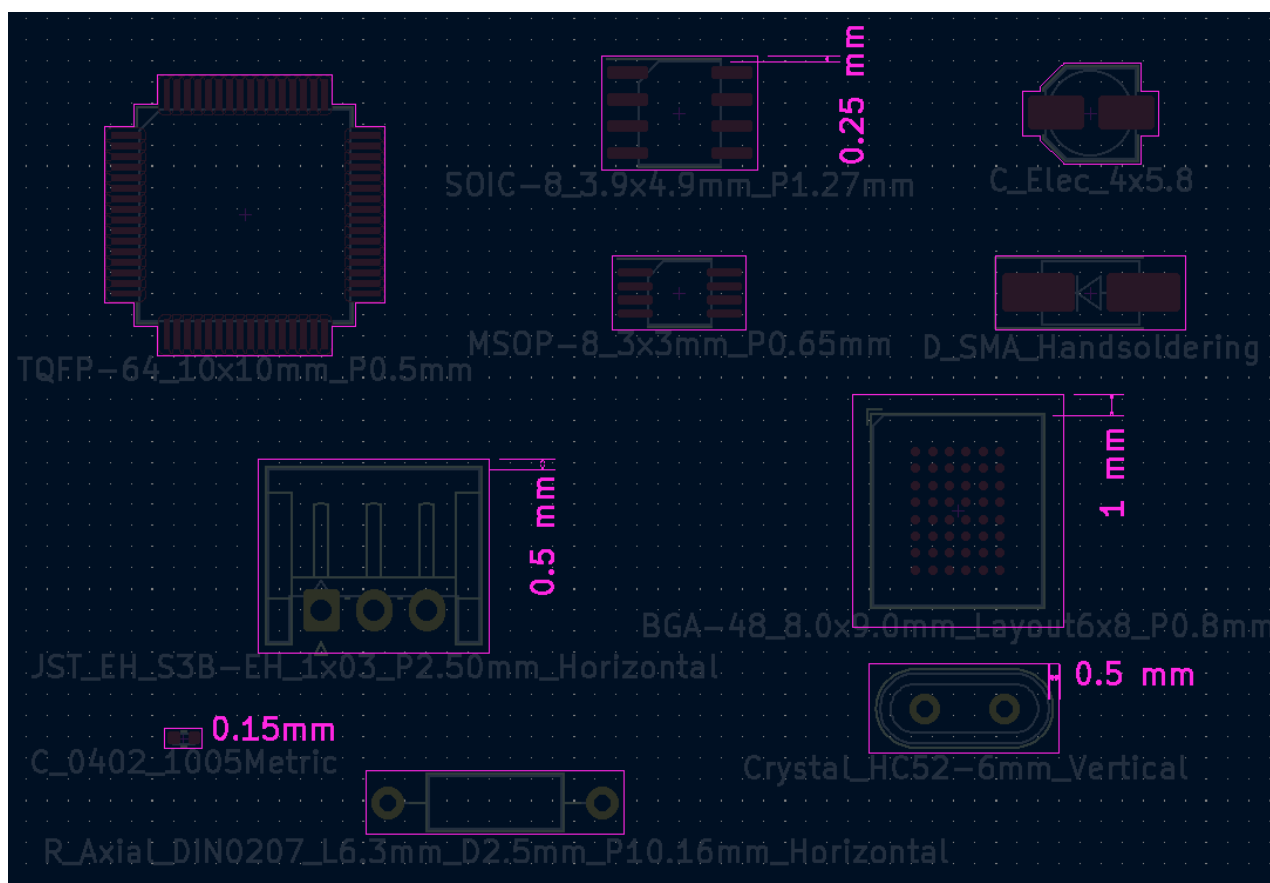 0.25 mm
SOIC-8_3.9x4.9mm_P1.27mm
C_Elec_4x5.8
MSOP-8_3x3mm_P0.65mm
D_SMA_Handsoldering
TQFP-64_10x10mm_P0.5mm
1 mm
0.5 mm
BGA-48_8.0x9.0mm_Layout6x8_P0.8mm
JST_EH_S3B-EH_1x03_P2.50mm_Horizontal
0.5 mm
0.15mm
C_0402_1005Metric
Crystal_HC52-6mm_Vertical
R_Axial_DIN0207_L6.3mm_D2.5mm_P10.16mm_Horizontal